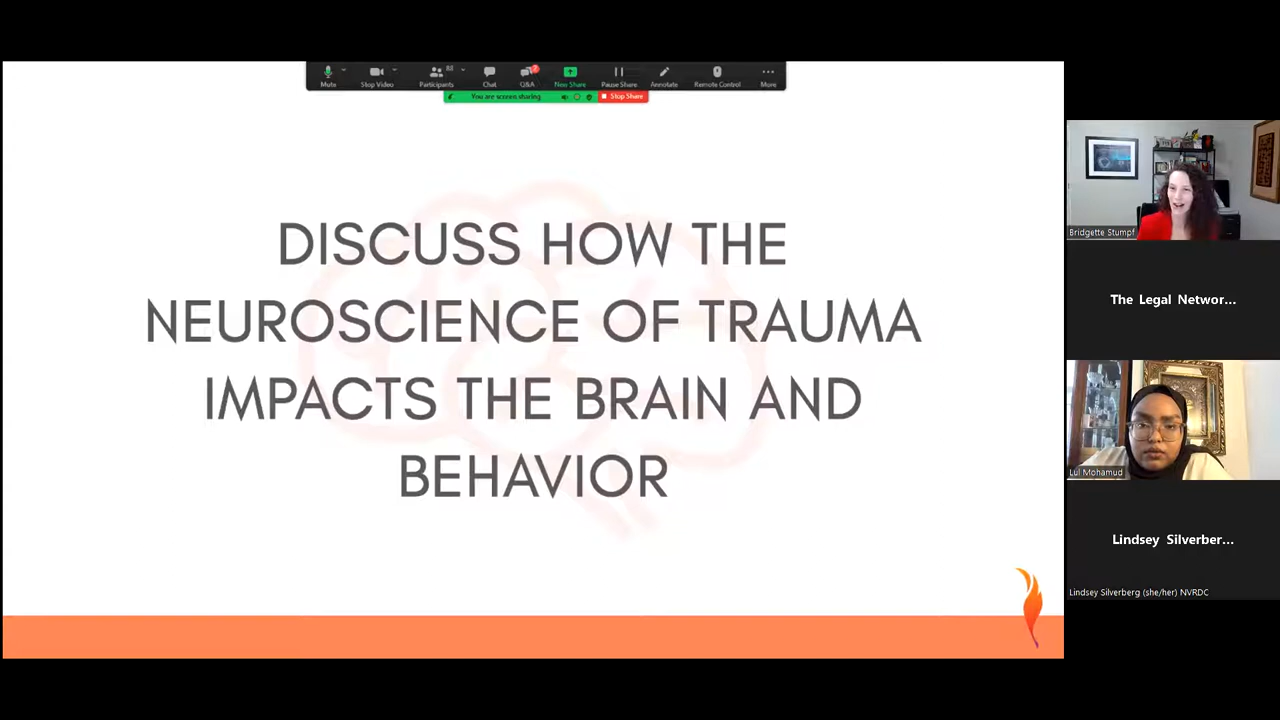 Mute
Stop Video
Participants
Chat
Q&A
2
New Share
Pause Share
Annotate
Remote Control
More
You are screen sharing
Stop Share
DISCUSS HOW THE
NEUROSCIENCE OF TRAUMA
IMPACTS THE BRAIN AND
BEHAVIOR
Bridgette Stumpf
The Legal Networ...
Lul Mohamud
Lindsey Silverber...
Lindsey Silverberg (she/her) NVRDC